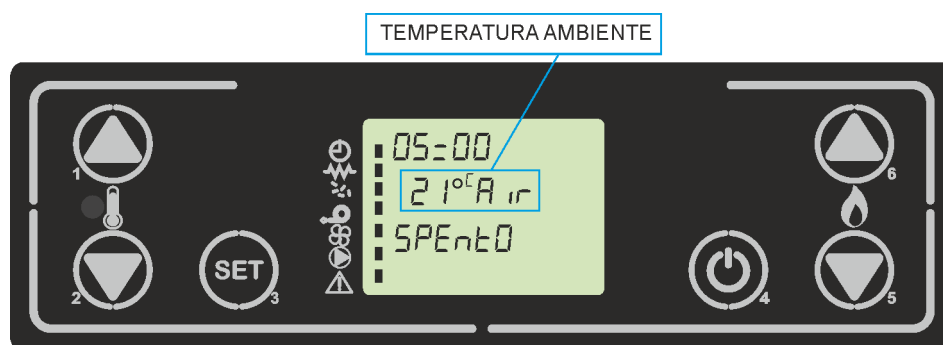 TEMPERATURA AMBIENTE
1
2
SET
3
05:00
21°C Air
SPEntO
4
5
6